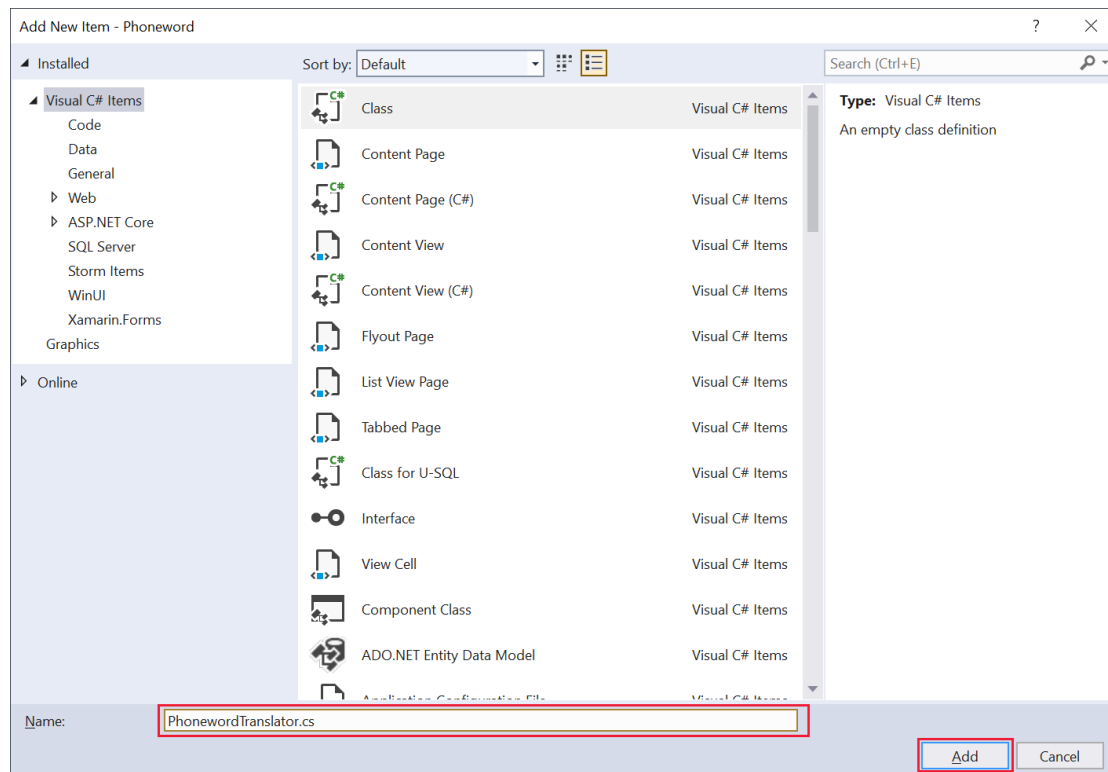 Add New Item - Phoneword
?
Installed
Sort by: Default
Search (Ctrl+E)
Visual C# Items
Code
Data
General
Web
ASP.NET Core
SQL Server
Storm Items
WinUI
Xamarin.Forms
Graphics
Online
C# Class Visual C# Items
Content Page Visual C# Items
C# Content Page (C#) Visual C# Items
Content View Visual C# Items
C# Content View (C#) Visual C# Items
Flyout Page Visual C# Items
List View Page Visual C# Items
Tabbed Page Visual C# Items
C# Class for U-SQL Visual C# Items
Interface Visual C# Items
View Cell Visual C# Items
Component Class Visual C# Items
ADO.NET Entity Data Model Visual C# Items
Application Configuration File Visual C# Items
Type: Visual C# Items
An empty class definition
Name: PhonewordTranslator.cs
Add Cancel